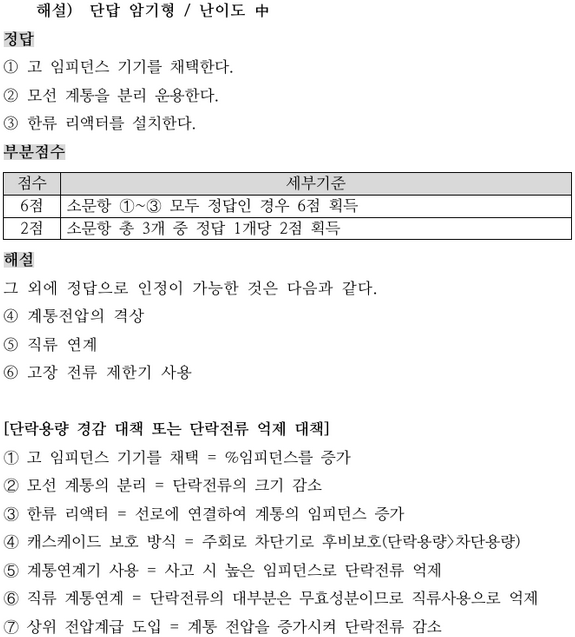 해설) 단답 암기형 / 난이도 中
정답
① 고 임피던스 기기를 채택한다.
② 모선 계통을 분리 운용한다.
③ 한류 리액터를 설치한다.
부분점수
점수 세부기준
6점 소문항 ①~③ 모두 정답인 경우 6점 획득
2점 소문항 총 3개 중 정답 1개당 2점 획득
해설
그 외에 정답으로 인정이 가능한 것은 다음과 같다.
④ 계통전압의 격상
⑤ 직류 연계
⑥ 고장 전류 제한기 사용
[단락용량 경감 대책 또는 단락전류 억제 대책]
① 고 임피던스 기기를 채택 = %임피던스를 증가
② 모선 계통의 분리 = 단락전류의 크기 감소
③ 한류 리액터 = 선로에 연결하여 계통의 임피던스 증가
④ 캐스케이드 보호 방식 = 주회로 차단기로 후비보호(단락용량>차단용량)
⑤ 계통연계기 사용 = 사고 시 높은 임피던스로 단락전류 억제
⑥ 직류 계통연계 = 단락전류의 대부분은 무효성분이므로 직류사용으로 억제
⑦ 상위 전압계급 도입 = 계통 전압을 증가시켜 단락전류 감소